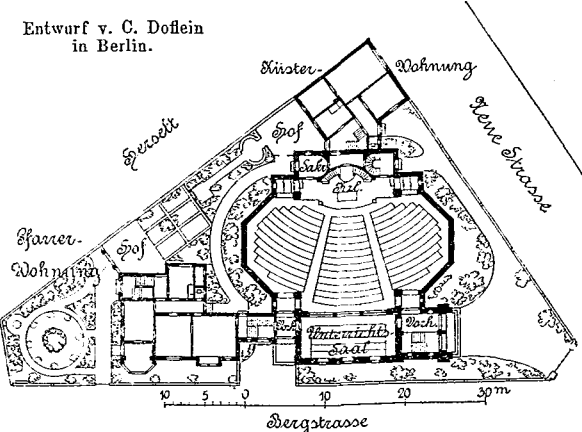 Entwurf v. C. Doflein
in Berlin.
Küster- Wohnung
Neue Strasse
Hof
Sakr.
Pfarrer-
Wohnung
Hof
Unterrichts
Saal
10 5 0 10 20 30 m
Bergstrasse